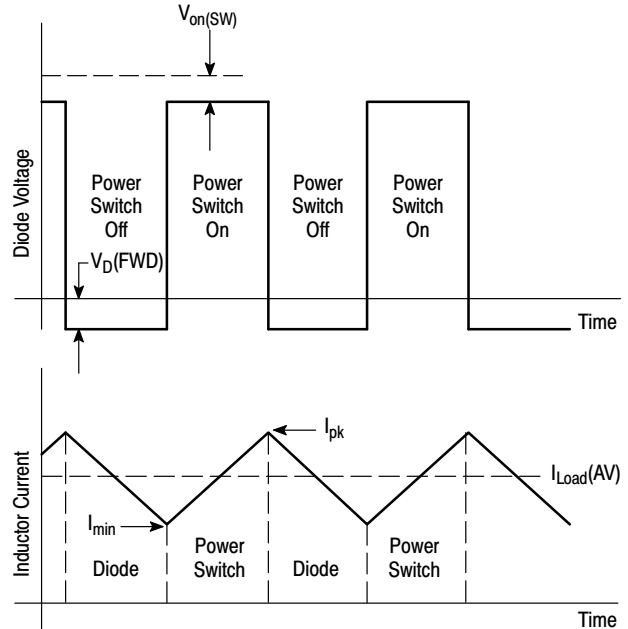 Von(SW)
Diode Voltage
Power
Switch
Off
Power
Switch
On
Power
Switch
Off
Power
Switch
On
VD(FWD)
Time
Inductor Current
Ipk
ILoad(AV)
Imin
Diode
Power
Switch
Diode
Power
Switch
Time